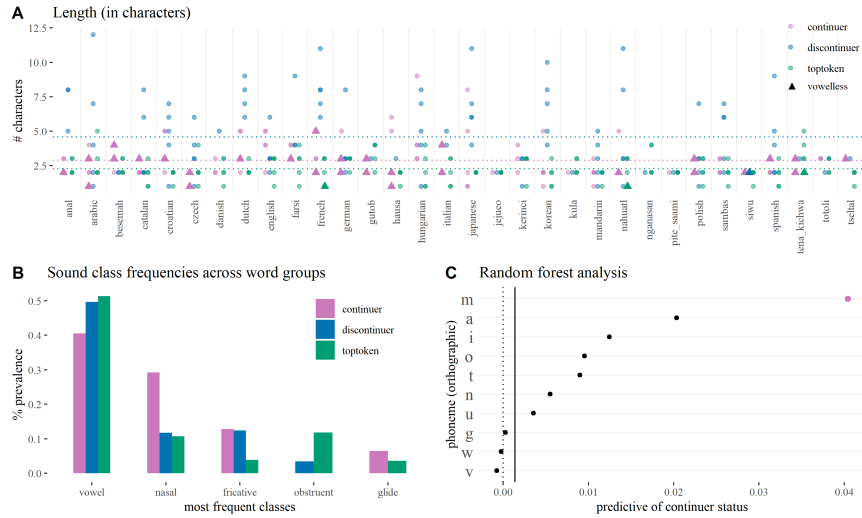 A Length (in characters)
continuer
discontinuer
toptoken
vowelless
# characters
12.5
10.0
7.5
5.0
2.5
anal
arabic
besemah
catalan
croatian
czech
danish
dutch
english
farsi
french
german
gutob
hausa
hungarian
italian
japanese
jejueo
kerinci
korean
kula
mandarin
nahuatl
nganasan
pite_saami
polish
sambas
siwu
spanish
tena_kichwa
totoli
tseltal
B Sound class frequencies across word groups
continuer
discontinuer
toptoken
% prevalence
0.5
0.4
0.3
0.2
0.1
0.0
vowel nasal fricative obstruent glide
most frequent classes
C Random forest analysis
phoneme (orthographic)
m
a
i
o
t
n
u
g
w
v
0.00 0.01 0.02 0.03 0.04
predictive of continuer status